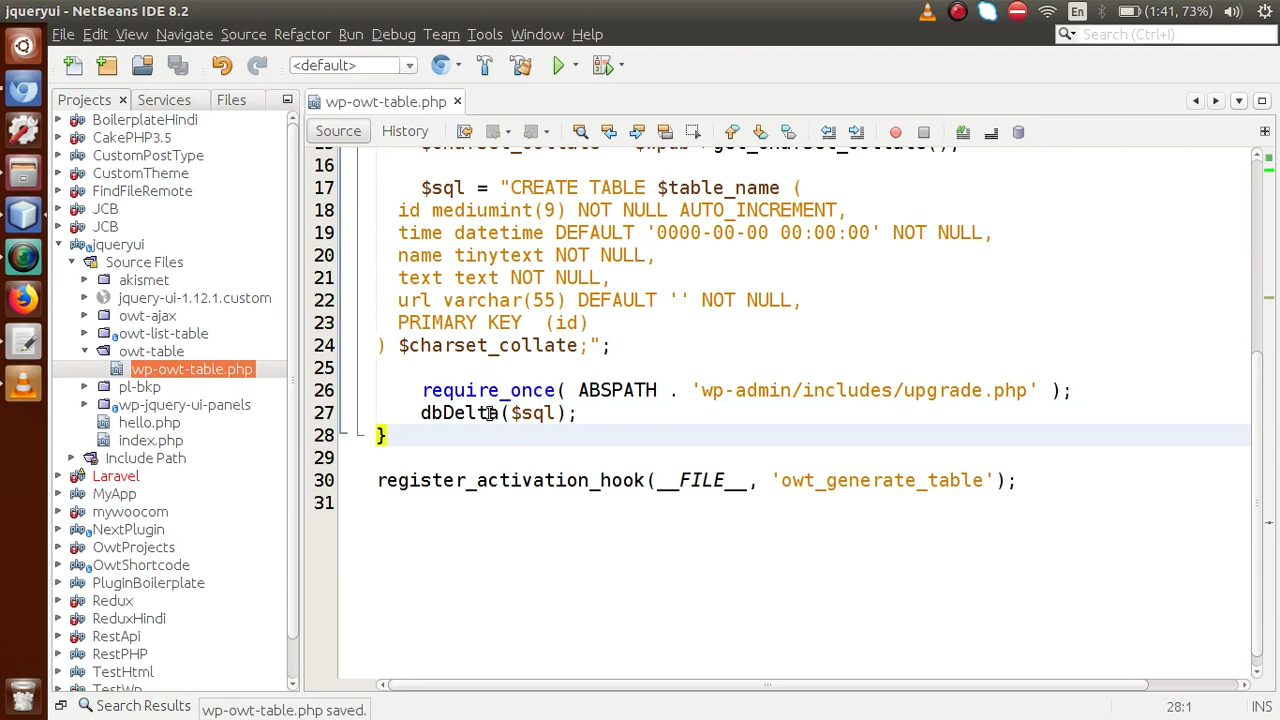 jqueryui - NetBeans IDE 8.2
En
(1:41, 73%)
File Edit View Navigate Source Refactor Run Debug Team Tools Window Help
Search (Ctrl+I)
<default>
Projects Services Files
wp-owt-table.php
Source History
BoilerplateHindi
CakePHP3.5
CustomPostType
CustomTheme
FindFileRemote
JCB
JCB
jqueryui
Source Files
akismet
jquery-ui-1.12.1.custom
owt-ajax
owt-list-table
owt-table
wp-owt-table.php
pl-bkp
wp-jquery-ui-panels
hello.php
index.php
Include Path
Laravel
MyApp
mywoocom
NextPlugin
OwtProjects
OwtShortcode
PluginBoilerplate
Redux
ReduxHindi
RestApi
RestPHP
TestHtml
TestWp
16
17 $sql = "CREATE TABLE $table_name (
18 id mediumint(9) NOT NULL AUTO_INCREMENT,
19 time datetime DEFAULT '0000-00-00 00:00:00' NOT NULL,
20 name tinytext NOT NULL,
21 text text NOT NULL,
22 url varchar(55) DEFAULT '' NOT NULL,
23 PRIMARY KEY  (id)
24 ) $charset_collate;";
25
26 require_once( ABSPATH . 'wp-admin/includes/upgrade.php' );
27 dbDelta($sql);
28 }
29
30 register_activation_hook(__FILE__, 'owt_generate_table');
31
Search Results
wp-owt-table.php saved.
28:1
INS